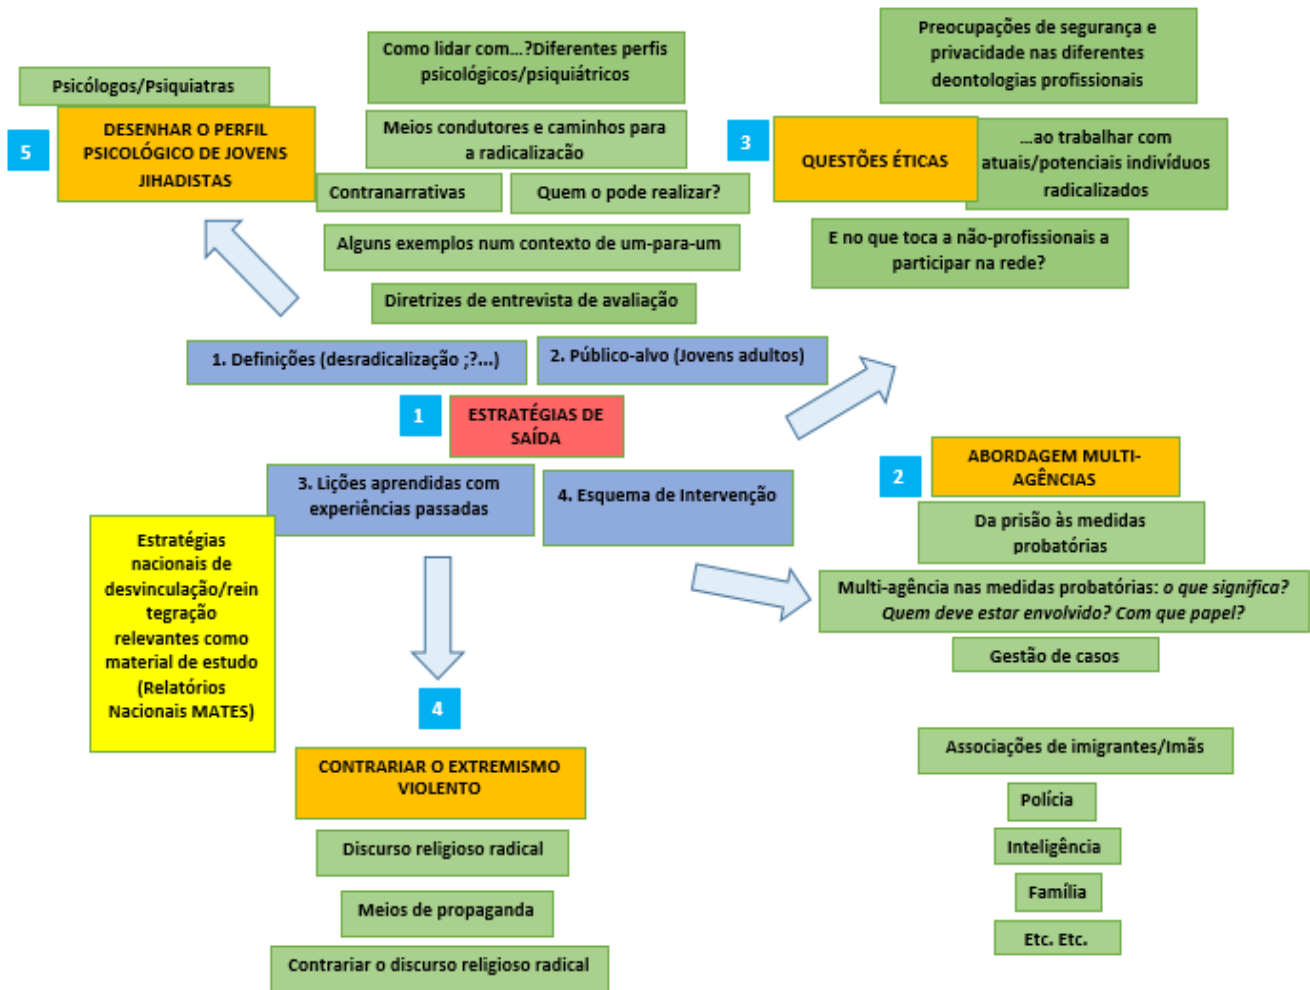 Psicólogos/Psiquiatras
5
DESENHAR O PERFIL
PSICOLÓGICO DE JOVENS
JIHADISTAS
Como lidar com...?Diferentes perfis
psicológicos/psiquiátricos
Meios condutores e caminhos para
a radicalização
Contranarrativas
Quem o pode realizar?
Alguns exemplos num contexto de um-para-um
Diretrizes de entrevista de avaliação
Preocupações de segurança e
privacidade nas diferentes
deontologias profissionais
3
QUESTÕES ÉTICAS
...ao trabalhar com
atuais/potenciais indivíduos
radicalizados
E no que toca a não-profissionais a
participar na rede?
1. Definições (desradicalização ;?...)
2. Público-alvo (Jovens adultos)
1
ESTRATÉGIAS DE
SAÍDA
3. Lições aprendidas com
experiências passadas
4. Esquema de Intervenção
2
ABORDAGEM MULTI-
AGÊNCIAS
Da prisão às medidas
probatórias
Multi-agência nas medidas probatórias: o que significa?
Quem deve estar envolvido? Com que papel?
Gestão de casos
Associações de imigrantes/Imãs
Polícia
Inteligência
Família
Etc. Etc.
Estratégias
nacionais de
desvinculação/rein
tegração
relevantes como
material de estudo
(Relatórios
Nacionais MATES)
4
CONTRARIAR O EXTREMISMO
VIOLENTO
Discurso religioso radical
Meios de propaganda
Contrariar o discurso religioso radical